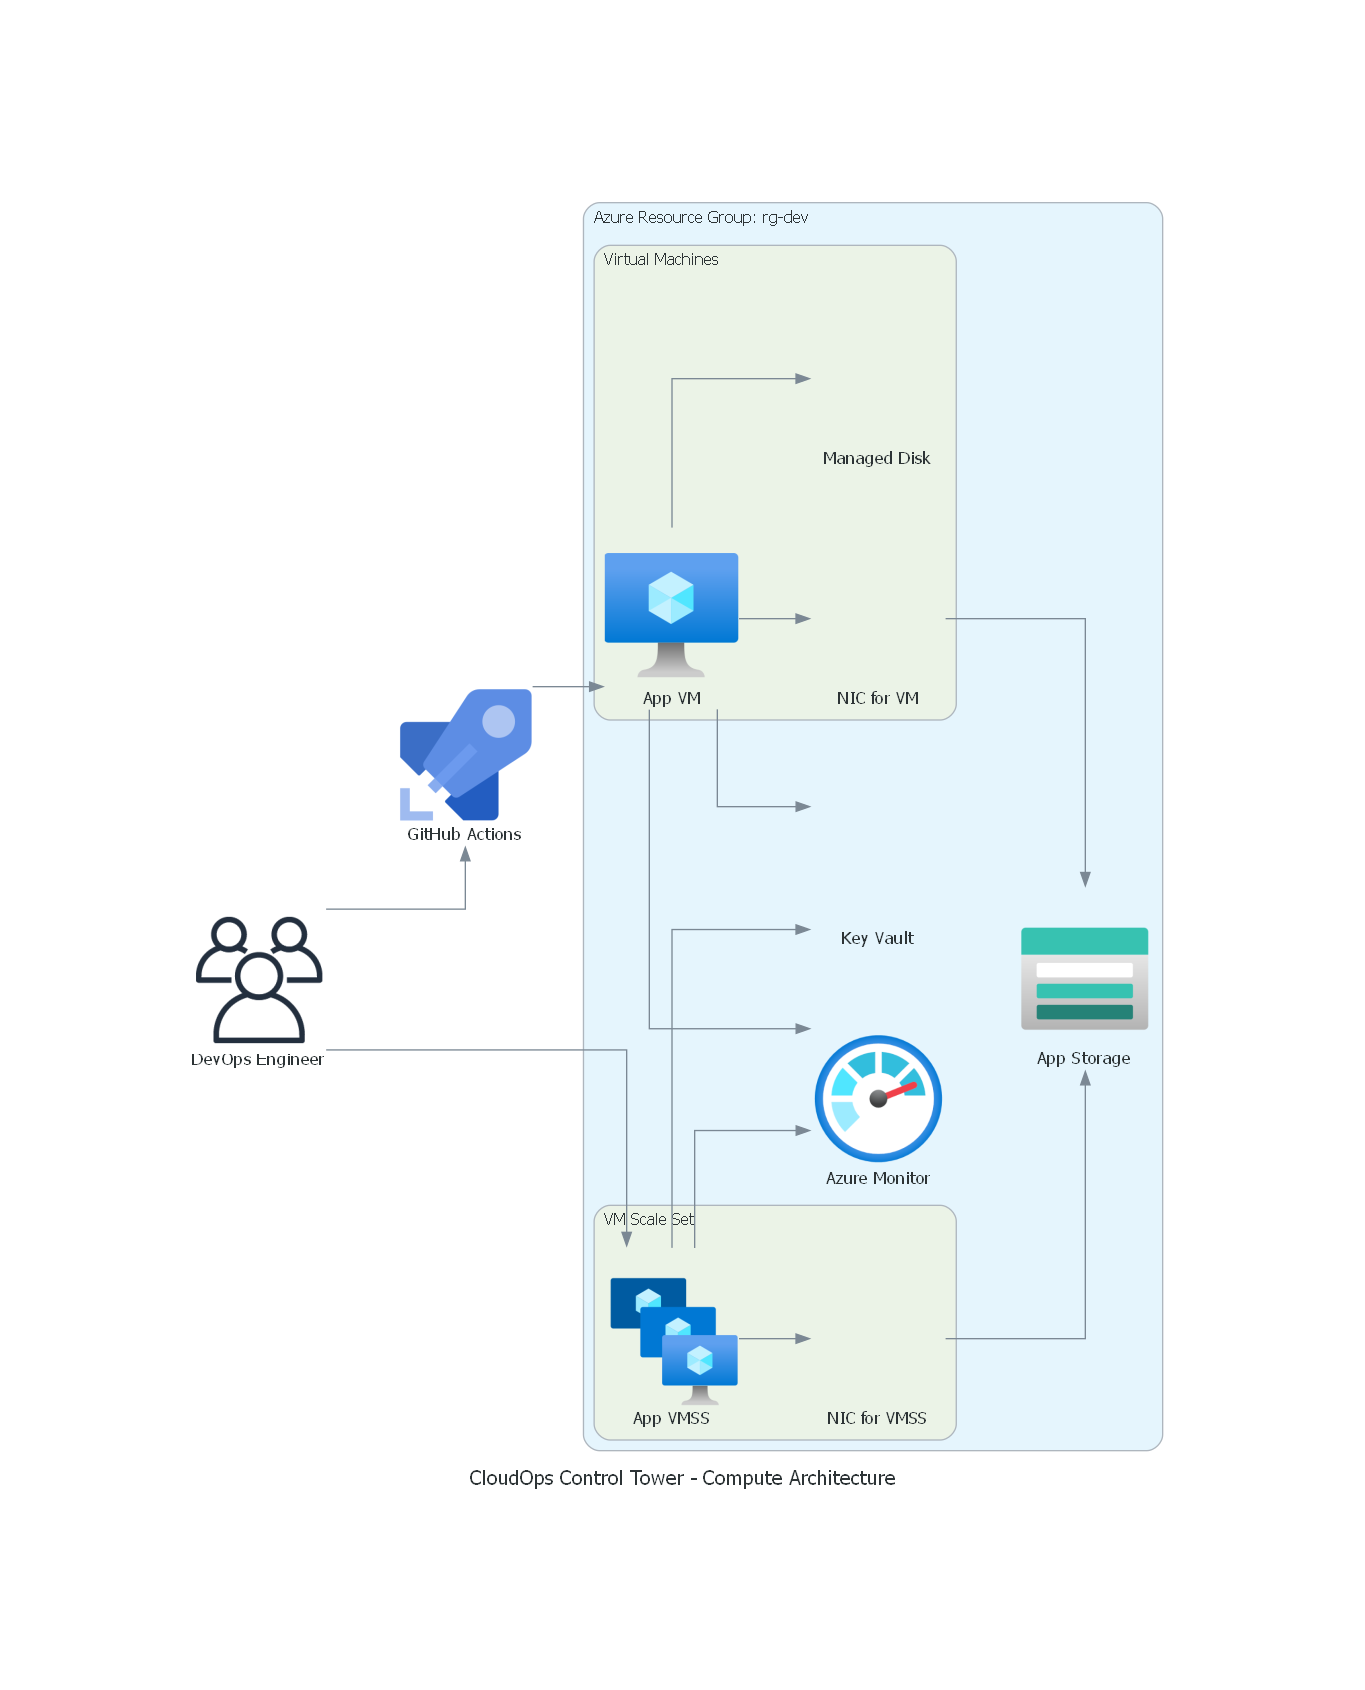 Azure Resource Group: rg-dev
Virtual Machines
Managed Disk
App VM
NIC for VM
GitHub Actions
Key Vault
DevOps Engineer
App Storage
Azure Monitor
VM Scale Set
App VMSS
NIC for VMSS
CloudOps Control Tower - Compute Architecture